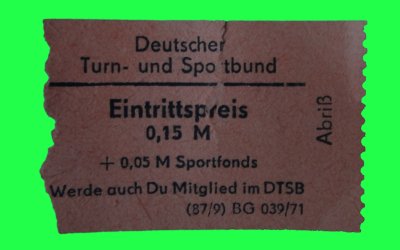 Deutscher
Turn- und Sportbund
Eintrittspreis
0,15 M
+ 0,05 M Sportfonds
Werde auch Du Mitglied im DTSB
(87/9) BG 039/71
Abriß